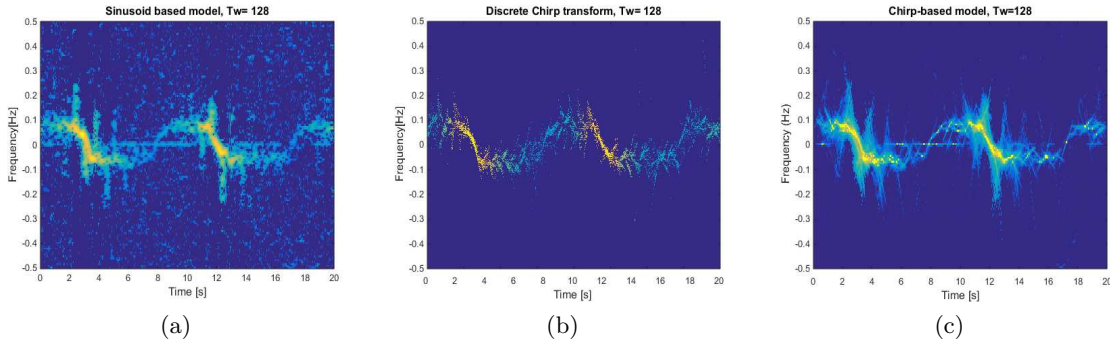 Sinusoid based model, Tw= 128
Frequency[Hz]
0.5
0.4
0.3
0.2
0.1
0
-0.1
-0.2
-0.3
-0.4
-0.5
0 2 4 6 8 10 12 14 16 18 20
Time [s]
(a)
Discrete Chirp transform, Tw= 128
Frequency[Hz]
0.5
0.4
0.3
0.2
0.1
0
-0.1
-0.2
-0.3
-0.4
-0.5
0 2 4 6 8 10 12 14 16 18 20
Time [s]
(b)
Chirp-based model, Tw=128
Frequency (Hz)
0.5
0.4
0.3
0.2
0.1
0
-0.1
-0.2
-0.3
-0.4
-0.5
0 2 4 6 8 10 12 14 16 18 20
Time [s]
(c)